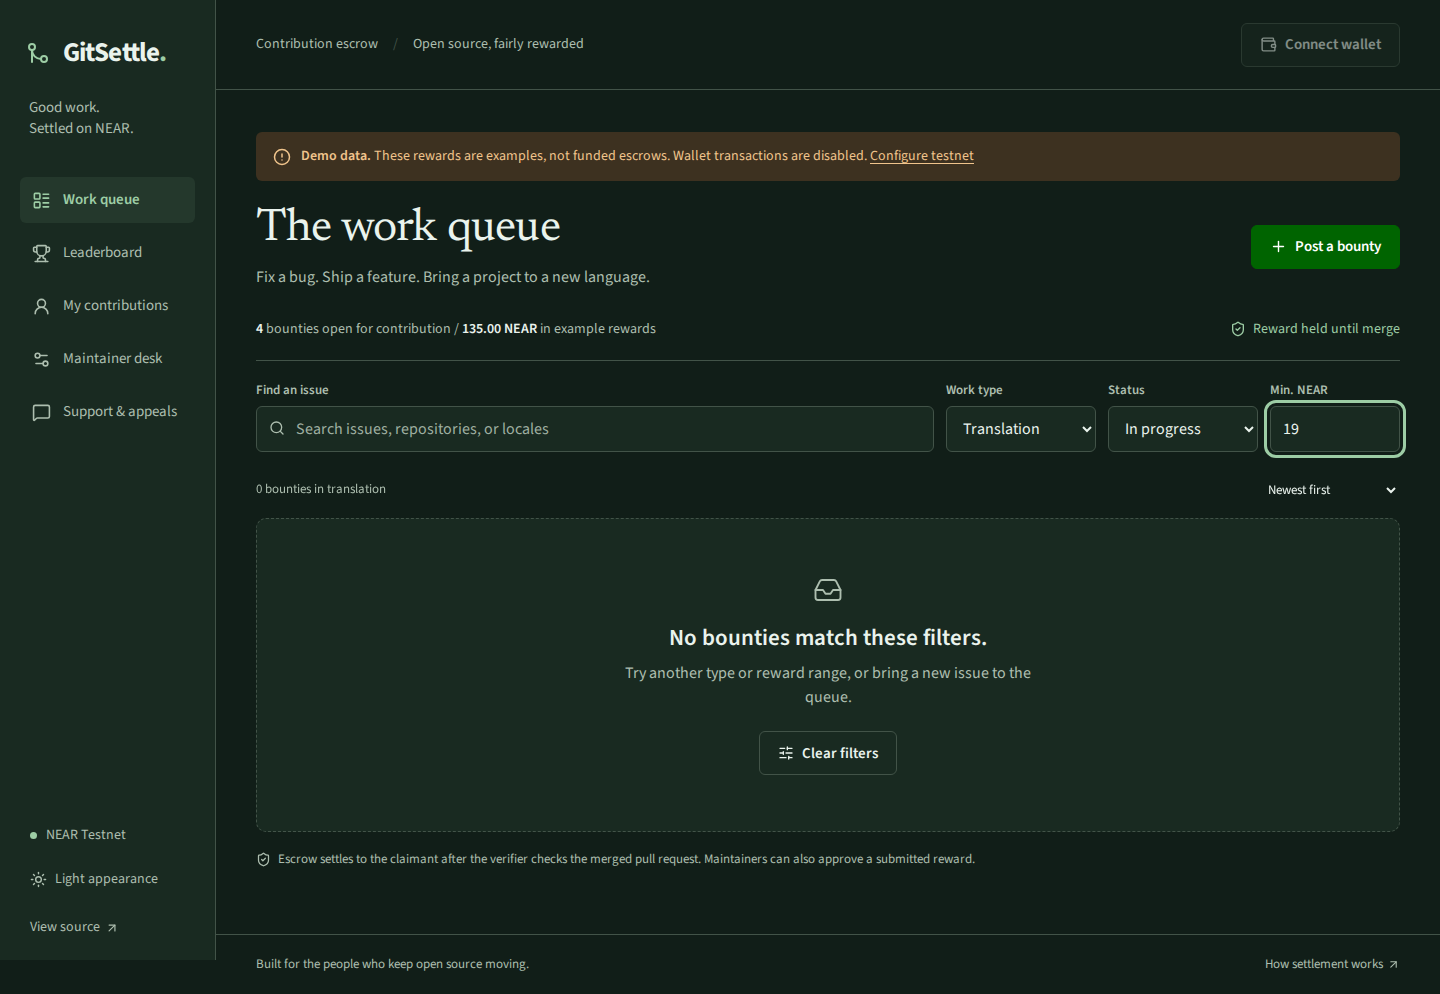 GitSettle.
Good work.
Settled on NEAR.
Work queue
Leaderboard
My contributions
Maintainer desk
Support & appeals
NEAR Testnet
Light appearance
View source
Contribution escrow / Open source, fairly rewarded
Connect wallet
Demo data. These rewards are examples, not funded escrows. Wallet transactions are disabled. Configure testnet
The work queue
Fix a bug. Ship a feature. Bring a project to a new language.
Post a bounty
4 bounties open for contribution / 135.00 NEAR in example rewards
Reward held until merge
Find an issue
Search issues, repositories, or locales
Work type
Translation
Status
In progress
Min. NEAR
19
0 bounties in translation
Newest first
No bounties match these filters.
Try another type or reward range, or bring a new issue to the
queue.
Clear filters
Escrow settles to the claimant after the verifier checks the merged pull request. Maintainers can also approve a submitted reward.
Built for the people who keep open source moving.
How settlement works